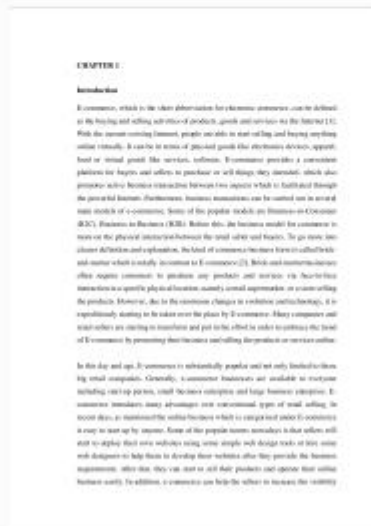 CHAPTER 1
Introduction
E-commerce, which is the short abbreviation for electronic commerce, can be defined
as the buying and selling activities of products, goods and services via the Internet [1].
With the current existing Internet, people are able to start selling and buying anything
online virtually. It can be in terms of physical goods like electronics devices, apparel,
food or virtual goods like services, software. E-commerce provides a convenient
platform for buyers and sellers to purchase or sell things they intended, which also
promotes active business interaction between two aspects which is facilitated through
the powerful Internet. Furthermore, business transactions can be carried out in several
main models of e-commerce. Some of the popular models are Business-to-Consumer
(B2C), Business to Business (B2B). Before this, the business model for commerce is
more on the physical interaction between the retail seller and buyers. To go more into
clearer definition and explanation, the kind of commerce business form is called brick-
and-mortar which is totally in contrast to E-commerce [2]. Brick-and-mortar businesses
often require customers to purchase any products and services via face-to-face
interaction in a specific physical location, namely, retail supermarket, or a store selling
the products. However, due to the enormous changes in evolution and technology, it is
expeditiously starting to be taken over the place by E-commerce. Many companies and
retail sellers are starting to transform and put in the effort in order to embrace the trend
of E-commerce by promoting their business and selling the products or services online.
In this day and age, E-commerce is substantially popular and not only limited to those
big retail companies. Generally, e-commerce businesses are available to everyone
including start-up person, small business enterprise and large business enterprise. E-
commerce introduces many advantages over conventional types of retail selling. In
recent days, as mentioned the online business which is categorised under E-commerce
is easy to start up by anyone. Some of the popular nowadays is that sellers will
start to deploy their own websites using some simple web design tools or hire some
web designers to help them to develop their websites after they provide the business
requirements. After that, they can start to sell their products and operate their online
business easily. In addition, e-commerce can help the sellers to increase the visibility